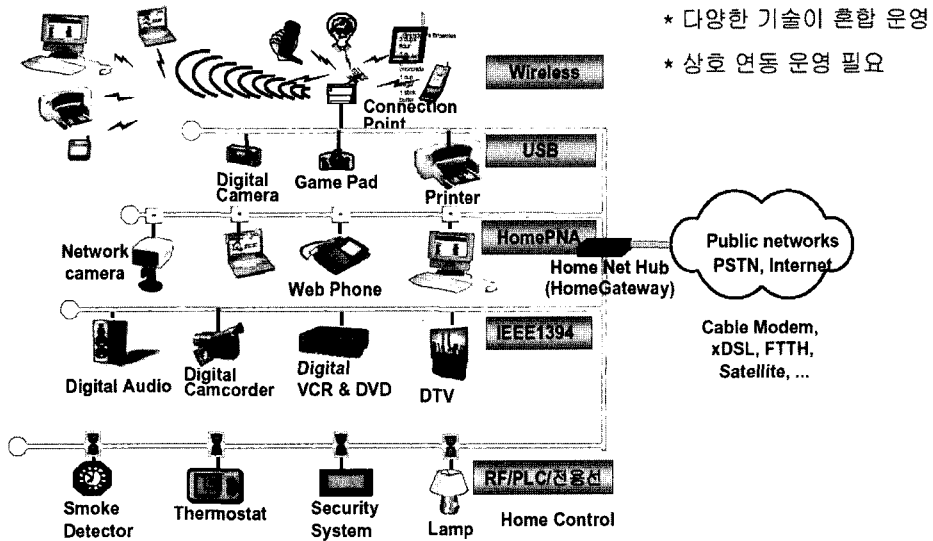 * 다양한 기술이 혼합 운영
* 상호 연동 운영 필요
Wireless
Connection
Point
USB
Digital
Camera
Game Pad
Printer
HomePNA
Network
camera
Web Phone
Home Net Hub
(HomeGateway)
Public networks
PSTN, Internet
Cable Modem,
xDSL, FTTH,
Satellite, ...
IEEE1394
Digital Audio
Digital
Camcorder
Digital
VCR & DVD
DTV
RF/PLC/전용선
Smoke
Detector
Thermostat
Security
System
Lamp
Home Control